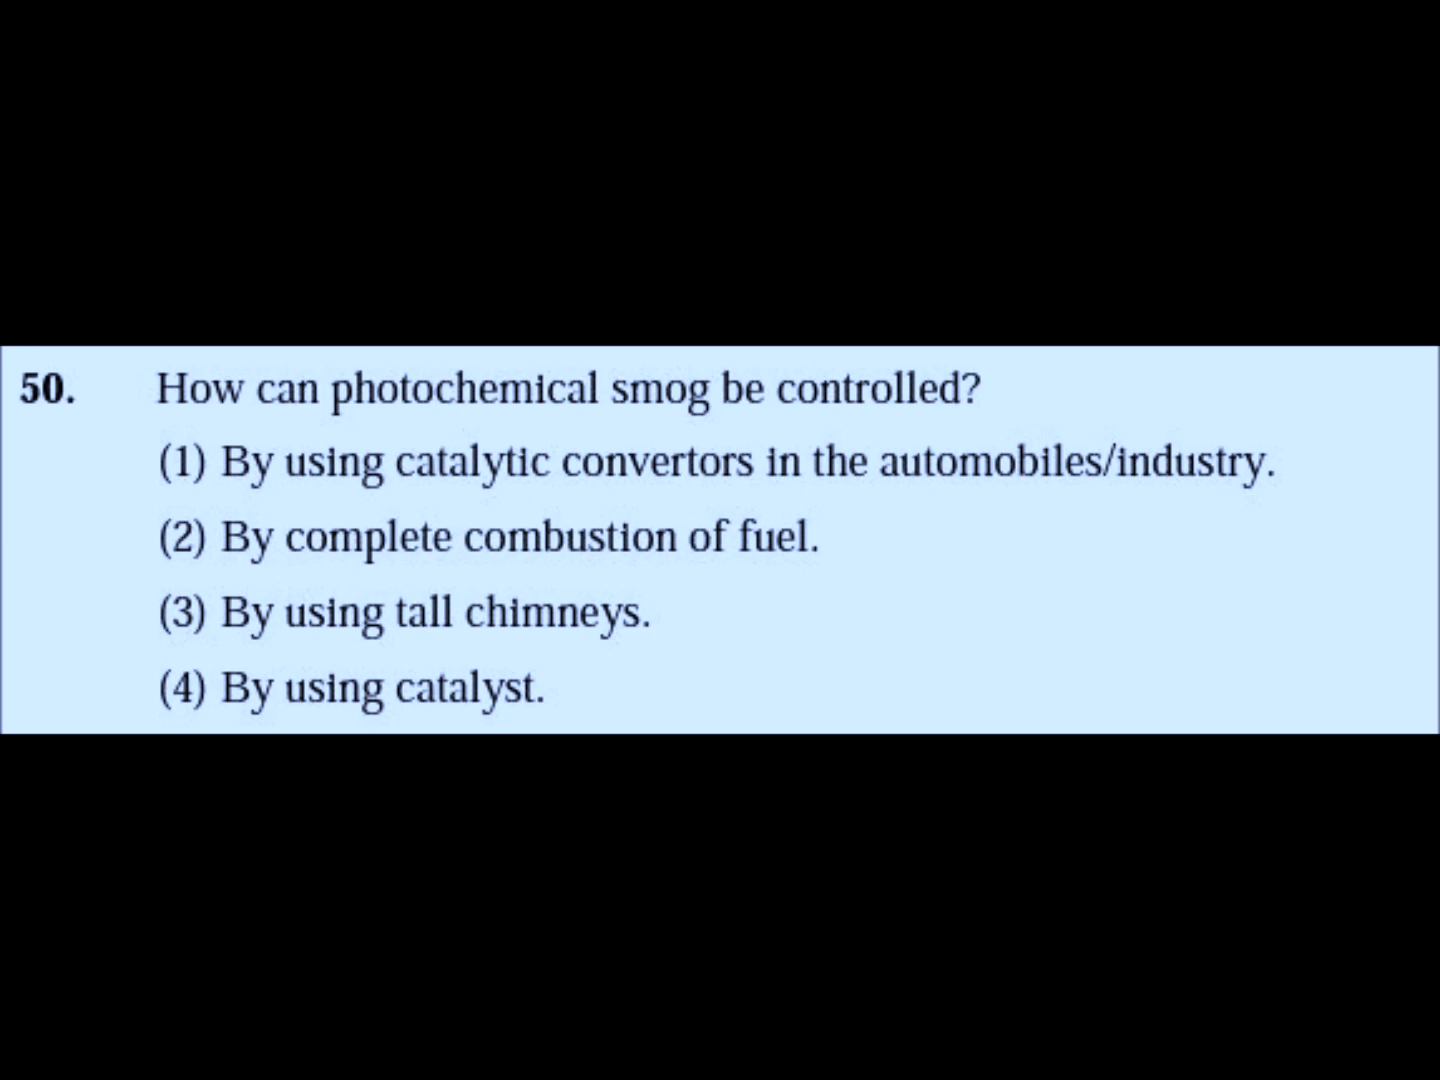 50. How can photochemical smog be controlled?
(1) By using catalytic convertors in the automobiles/industry.
(2) By complete combustion of fuel.
(3) By using tall chimneys.
(4) By using catalyst.